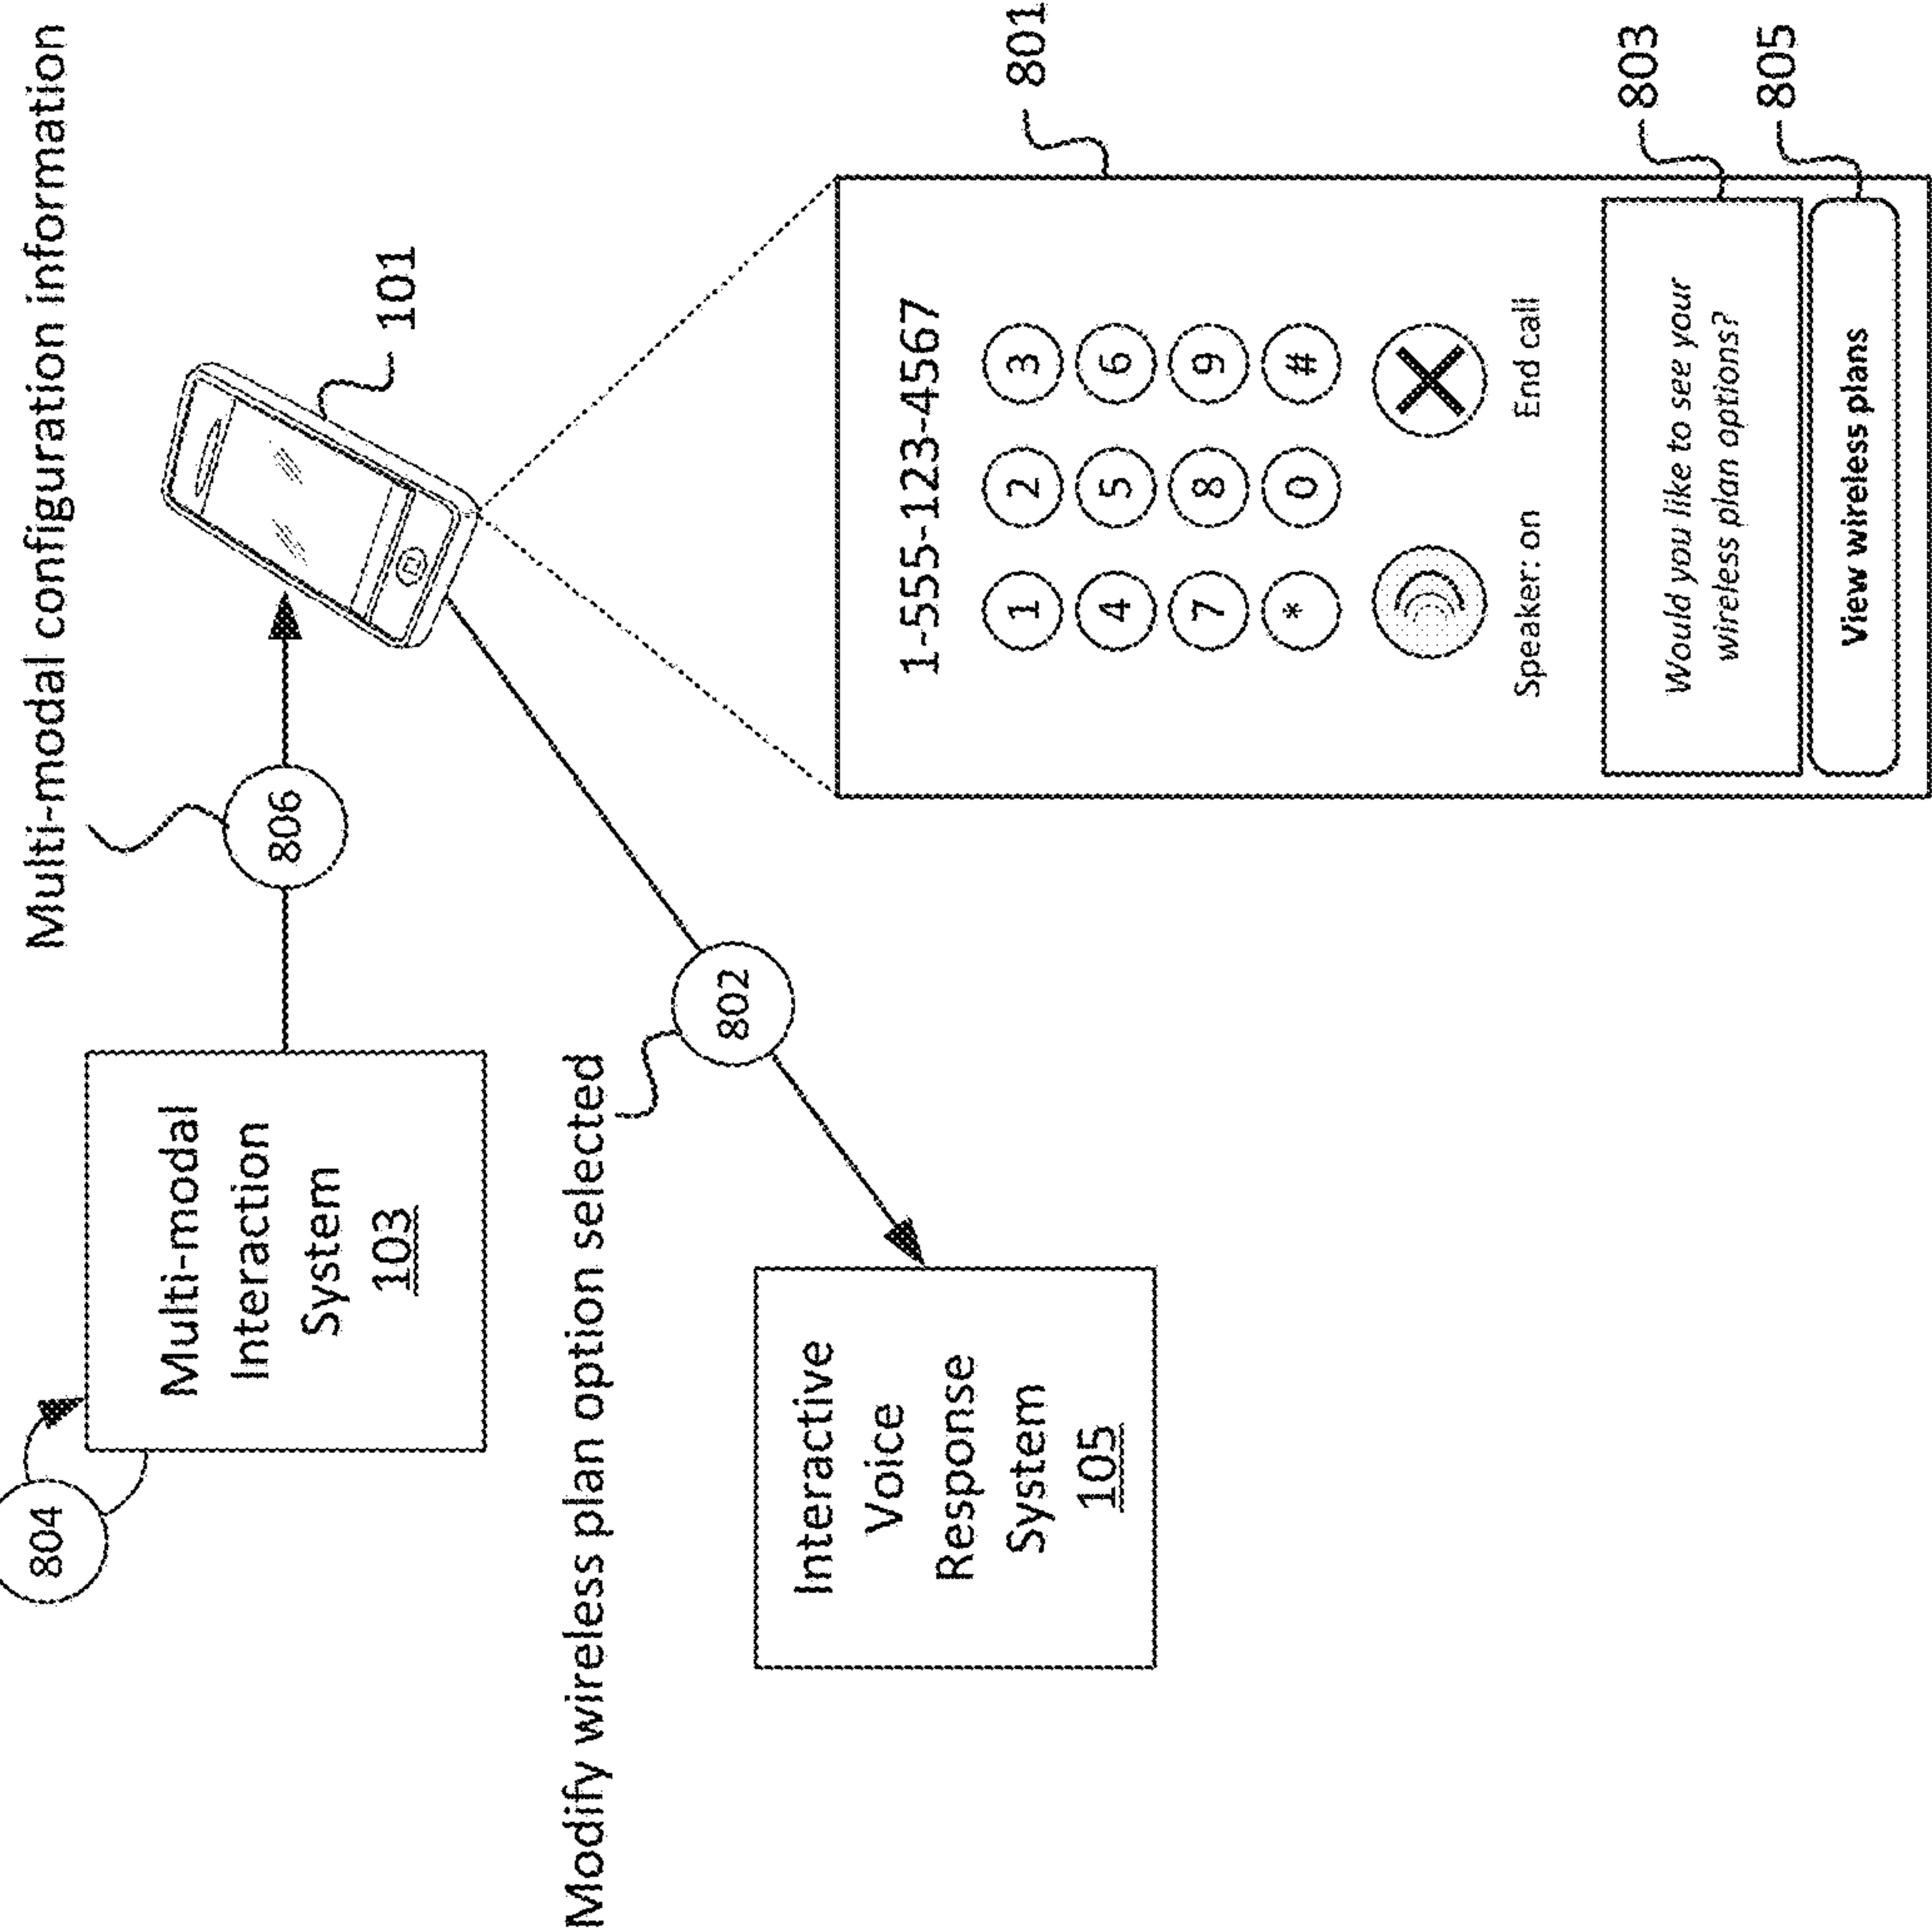 Multi-modal configuration information
804
806
Multi-modal
Interaction
System
103
101
Modify wireless plan option selected
802
Interactive
Voice
Response
System
105
801
1-555-123-4567
1 2 3
4 5 6
7 8 9
* 0 #
Speaker: on End call
803
Would you like to see your
wireless plan options?
805
View wireless plans